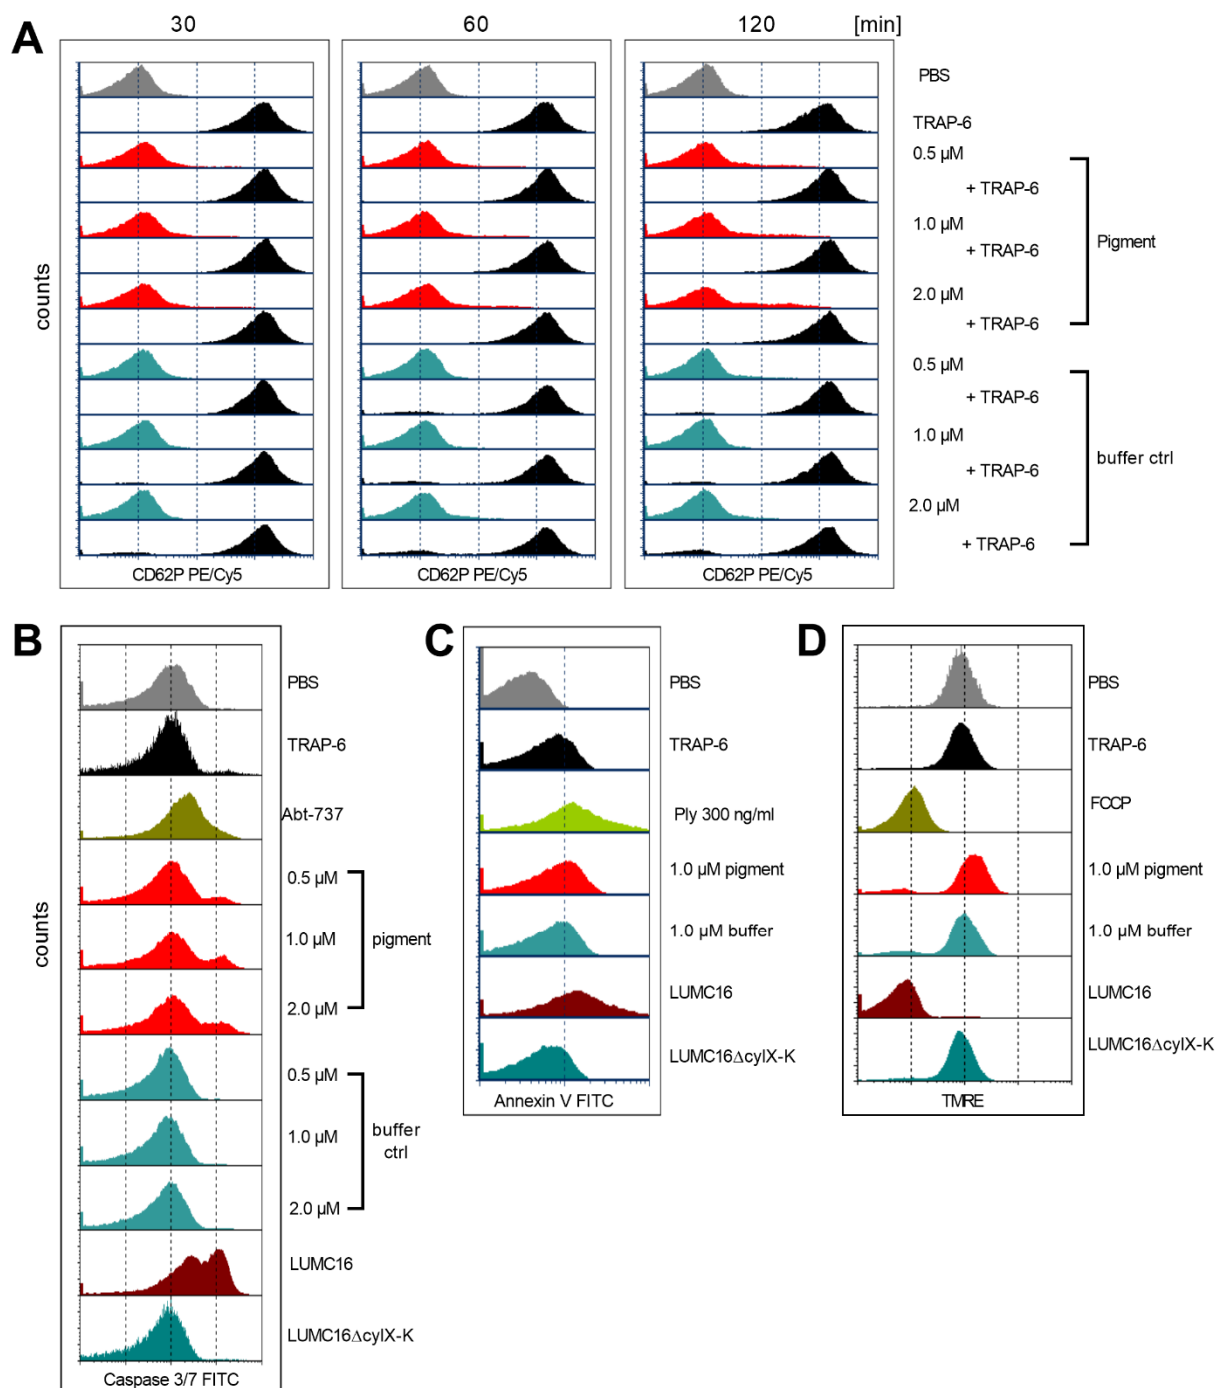 A
30
60
120
[min]
PBS
TRAP-6
0.5 µM
+ TRAP-6
1.0 µM
+ TRAP-6
Pigment
2.0 µM
+ TRAP-6
0.5 µM
+ TRAP-6
1.0 µM
+ TRAP-6
buffer ctrl
2.0 µM
+ TRAP-6
counts
CD62P PE/Cy5
CD62P PE/Cy5
CD62P PE/Cy5
B
PBS
TRAP-6
Abt-737
0.5 µM
1.0 µM
pigment
2.0 µM
0.5 µM
1.0 µM
buffer
ctrl
2.0 µM
LUMC16
LUMC16ΔcylX-K
counts
Caspase 3/7 FITC
C
PBS
TRAP-6
Ply 300 ng/ml
1.0 µM pigment
1.0 µM buffer
LUMC16
LUMC16ΔcylX-K
Annexin V FITC
D
PBS
TRAP-6
FCCP
1.0 µM pigment
1.0 µM buffer
LUMC16
LUMC16ΔcylX-K
TMRE